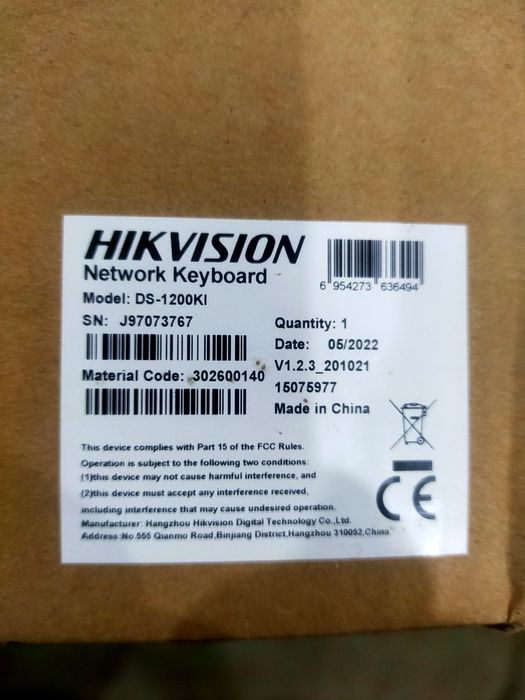 HIKVISION
Network Keyboard
6 954273 636494
Model: DS-1200KI
SN: J97073767
Quantity: 1
Date: 05/2022
V1.2.3_201021
Material Code: 302600140
15075977
Made in China
This device complies with Part 15 of the FCC Rules.
Operation is subject to the following two conditions:
(1)this device may not cause harmful interference, and
(2)this device must accept any interference received,
including interference that may cause undesired operation.
CE
Manufacturer: Hangzhou Hikvision Digital Technology Co.,Ltd.
Address:No.555 Qianmo Road,Binjiang District,Hangzhou 310052,China